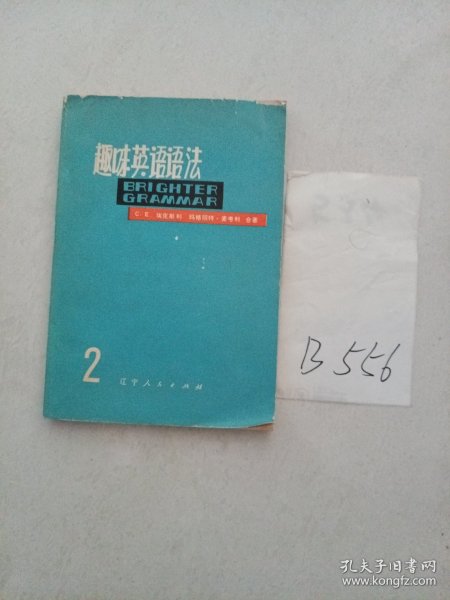 趣味英语语法
BRIGHTER
GRAMMAR
C·E·埃克斯利 玛格丽特·麦考利 合著
2
辽宁人民出版社
B 556
孔夫子旧书网
www.kongfz.com